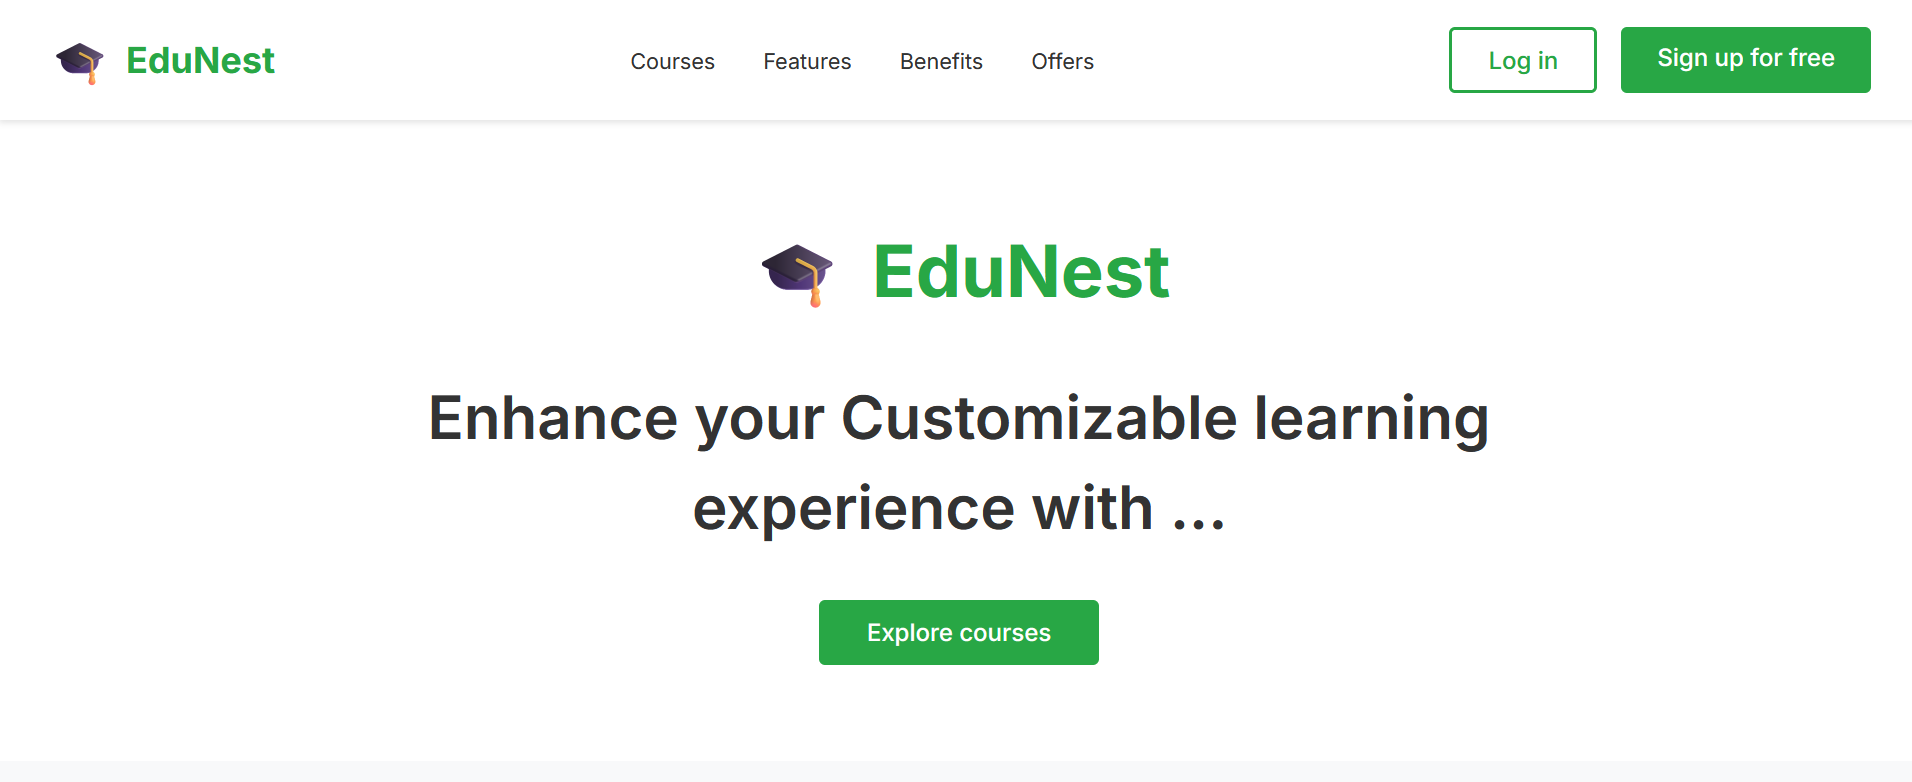 EduNest
Courses
Features
Benefits
Offers
Log in
Sign up for free
EduNest
Enhance your Customizable learning
experience with ...
Explore courses